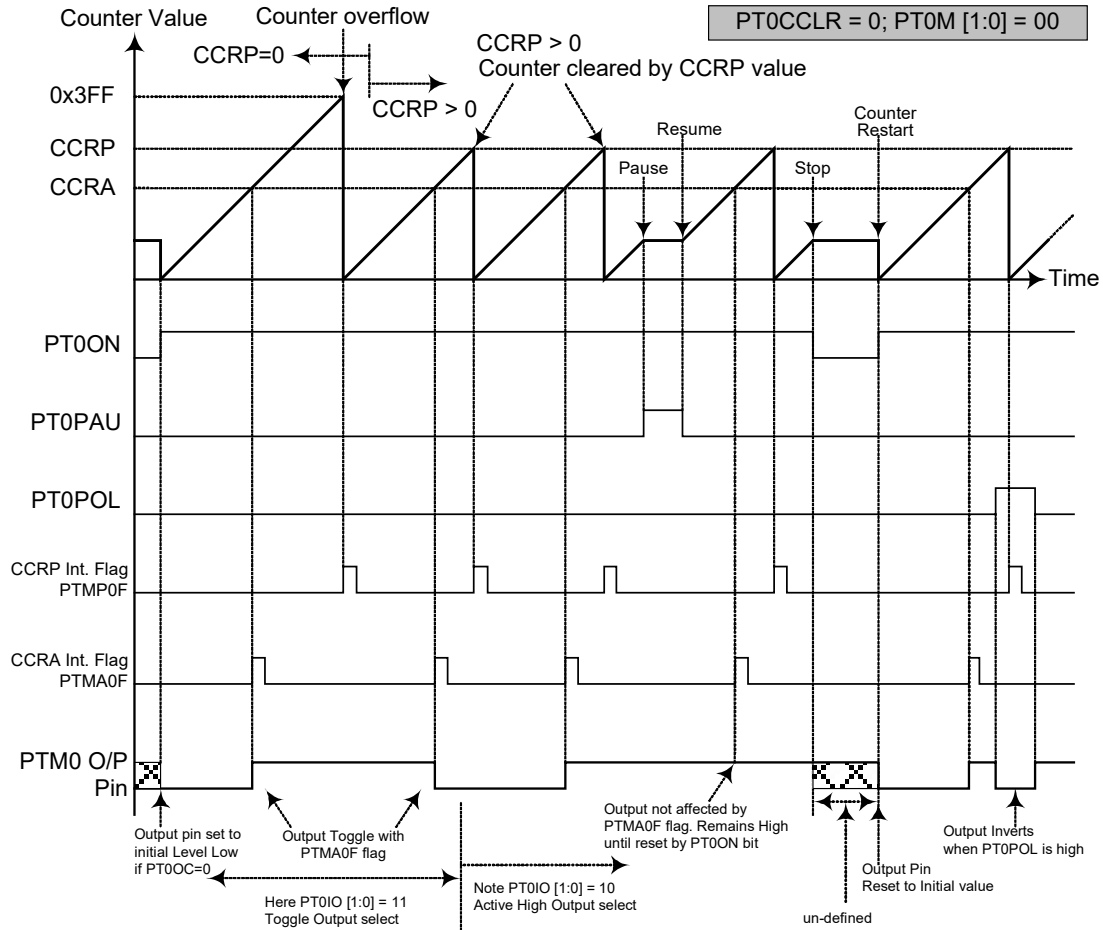 Counter Value
Counter overflow
PT0CCLR = 0; PT0M [1:0] = 00
CCRP=0
CCRP > 0
CCRP > 0
Counter cleared by CCRP value
0x3FF
CCRP
CCRA
Pause
Resume
Stop
Counter
Restart
Time
PT0ON
PT0PAU
PT0POL
CCRP Int. Flag
PTMP0F
CCRA Int. Flag
PTMA0F
PTM0 O/P
Pin
Output pin set to
initial Level Low
if PT0OC=0
Output Toggle with
PTMA0F flag
Here PT0IO [1:0] = 11
Toggle Output select
Note PT0IO [1:0] = 10
Active High Output select
Output not affected by
PTMA0F flag. Remains High
until reset by PT0ON bit
un-defined
Output Pin
Reset to Initial value
Output Inverts
when PT0POL is high